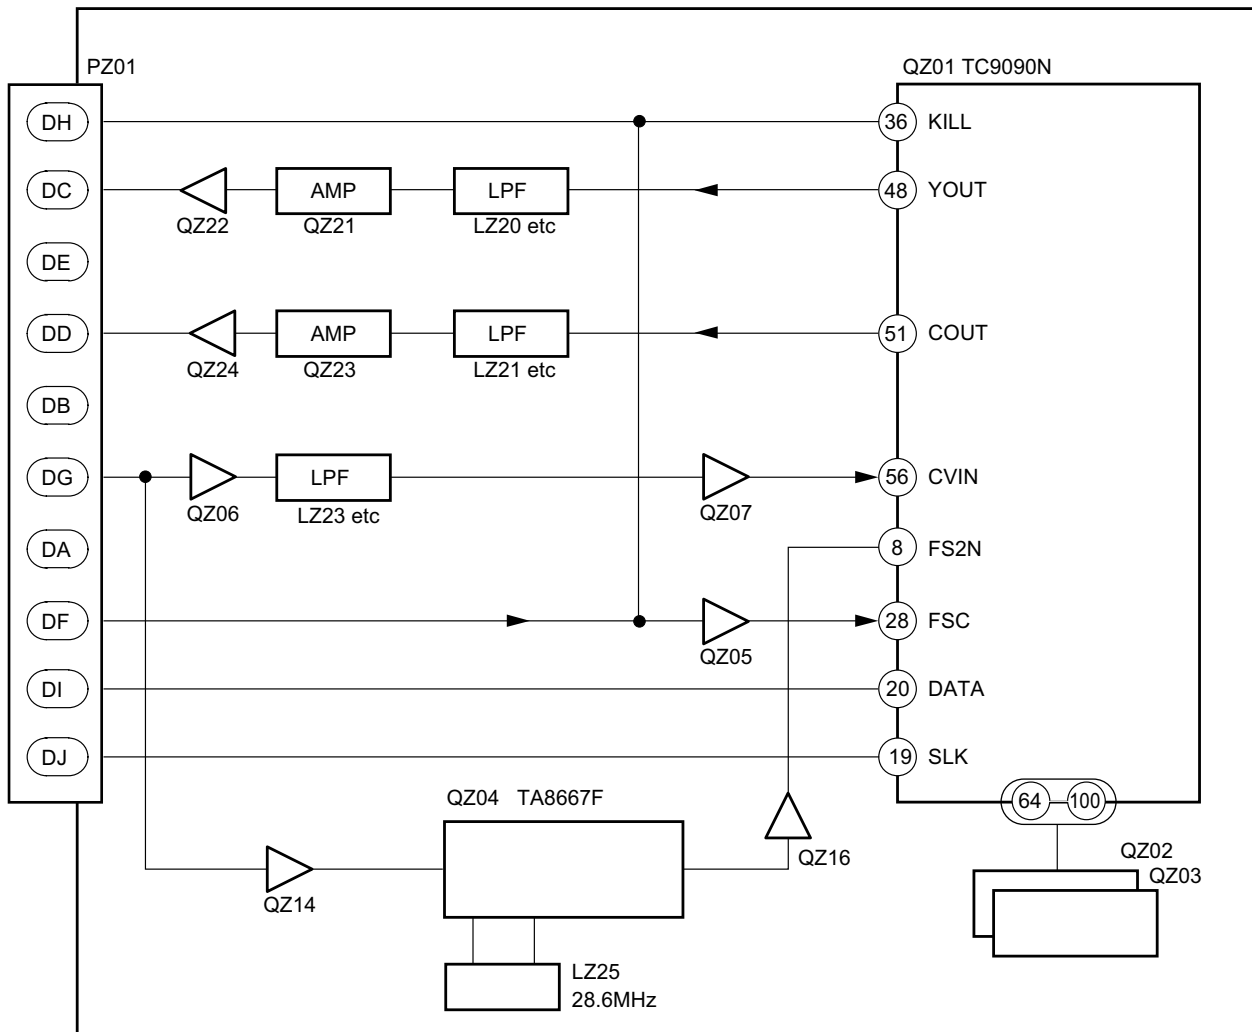 PZ01
QZ01 TC9090N
DH
36 KILL
DC
AMP
LPF
48 YOUT
QZ22
QZ21
LZ20 etc
DE
DD
AMP
LPF
51 COUT
QZ24
QZ23
LZ21 etc
DB
DG
LPF
56 CVIN
QZ06
LZ23 etc
QZ07
DA
8 FS2N
DF
28 FSC
QZ05
DI
20 DATA
DJ
19 SLK
64 100
QZ04 TA8667F
QZ16
QZ02
QZ03
QZ14
LZ25
28.6MHz